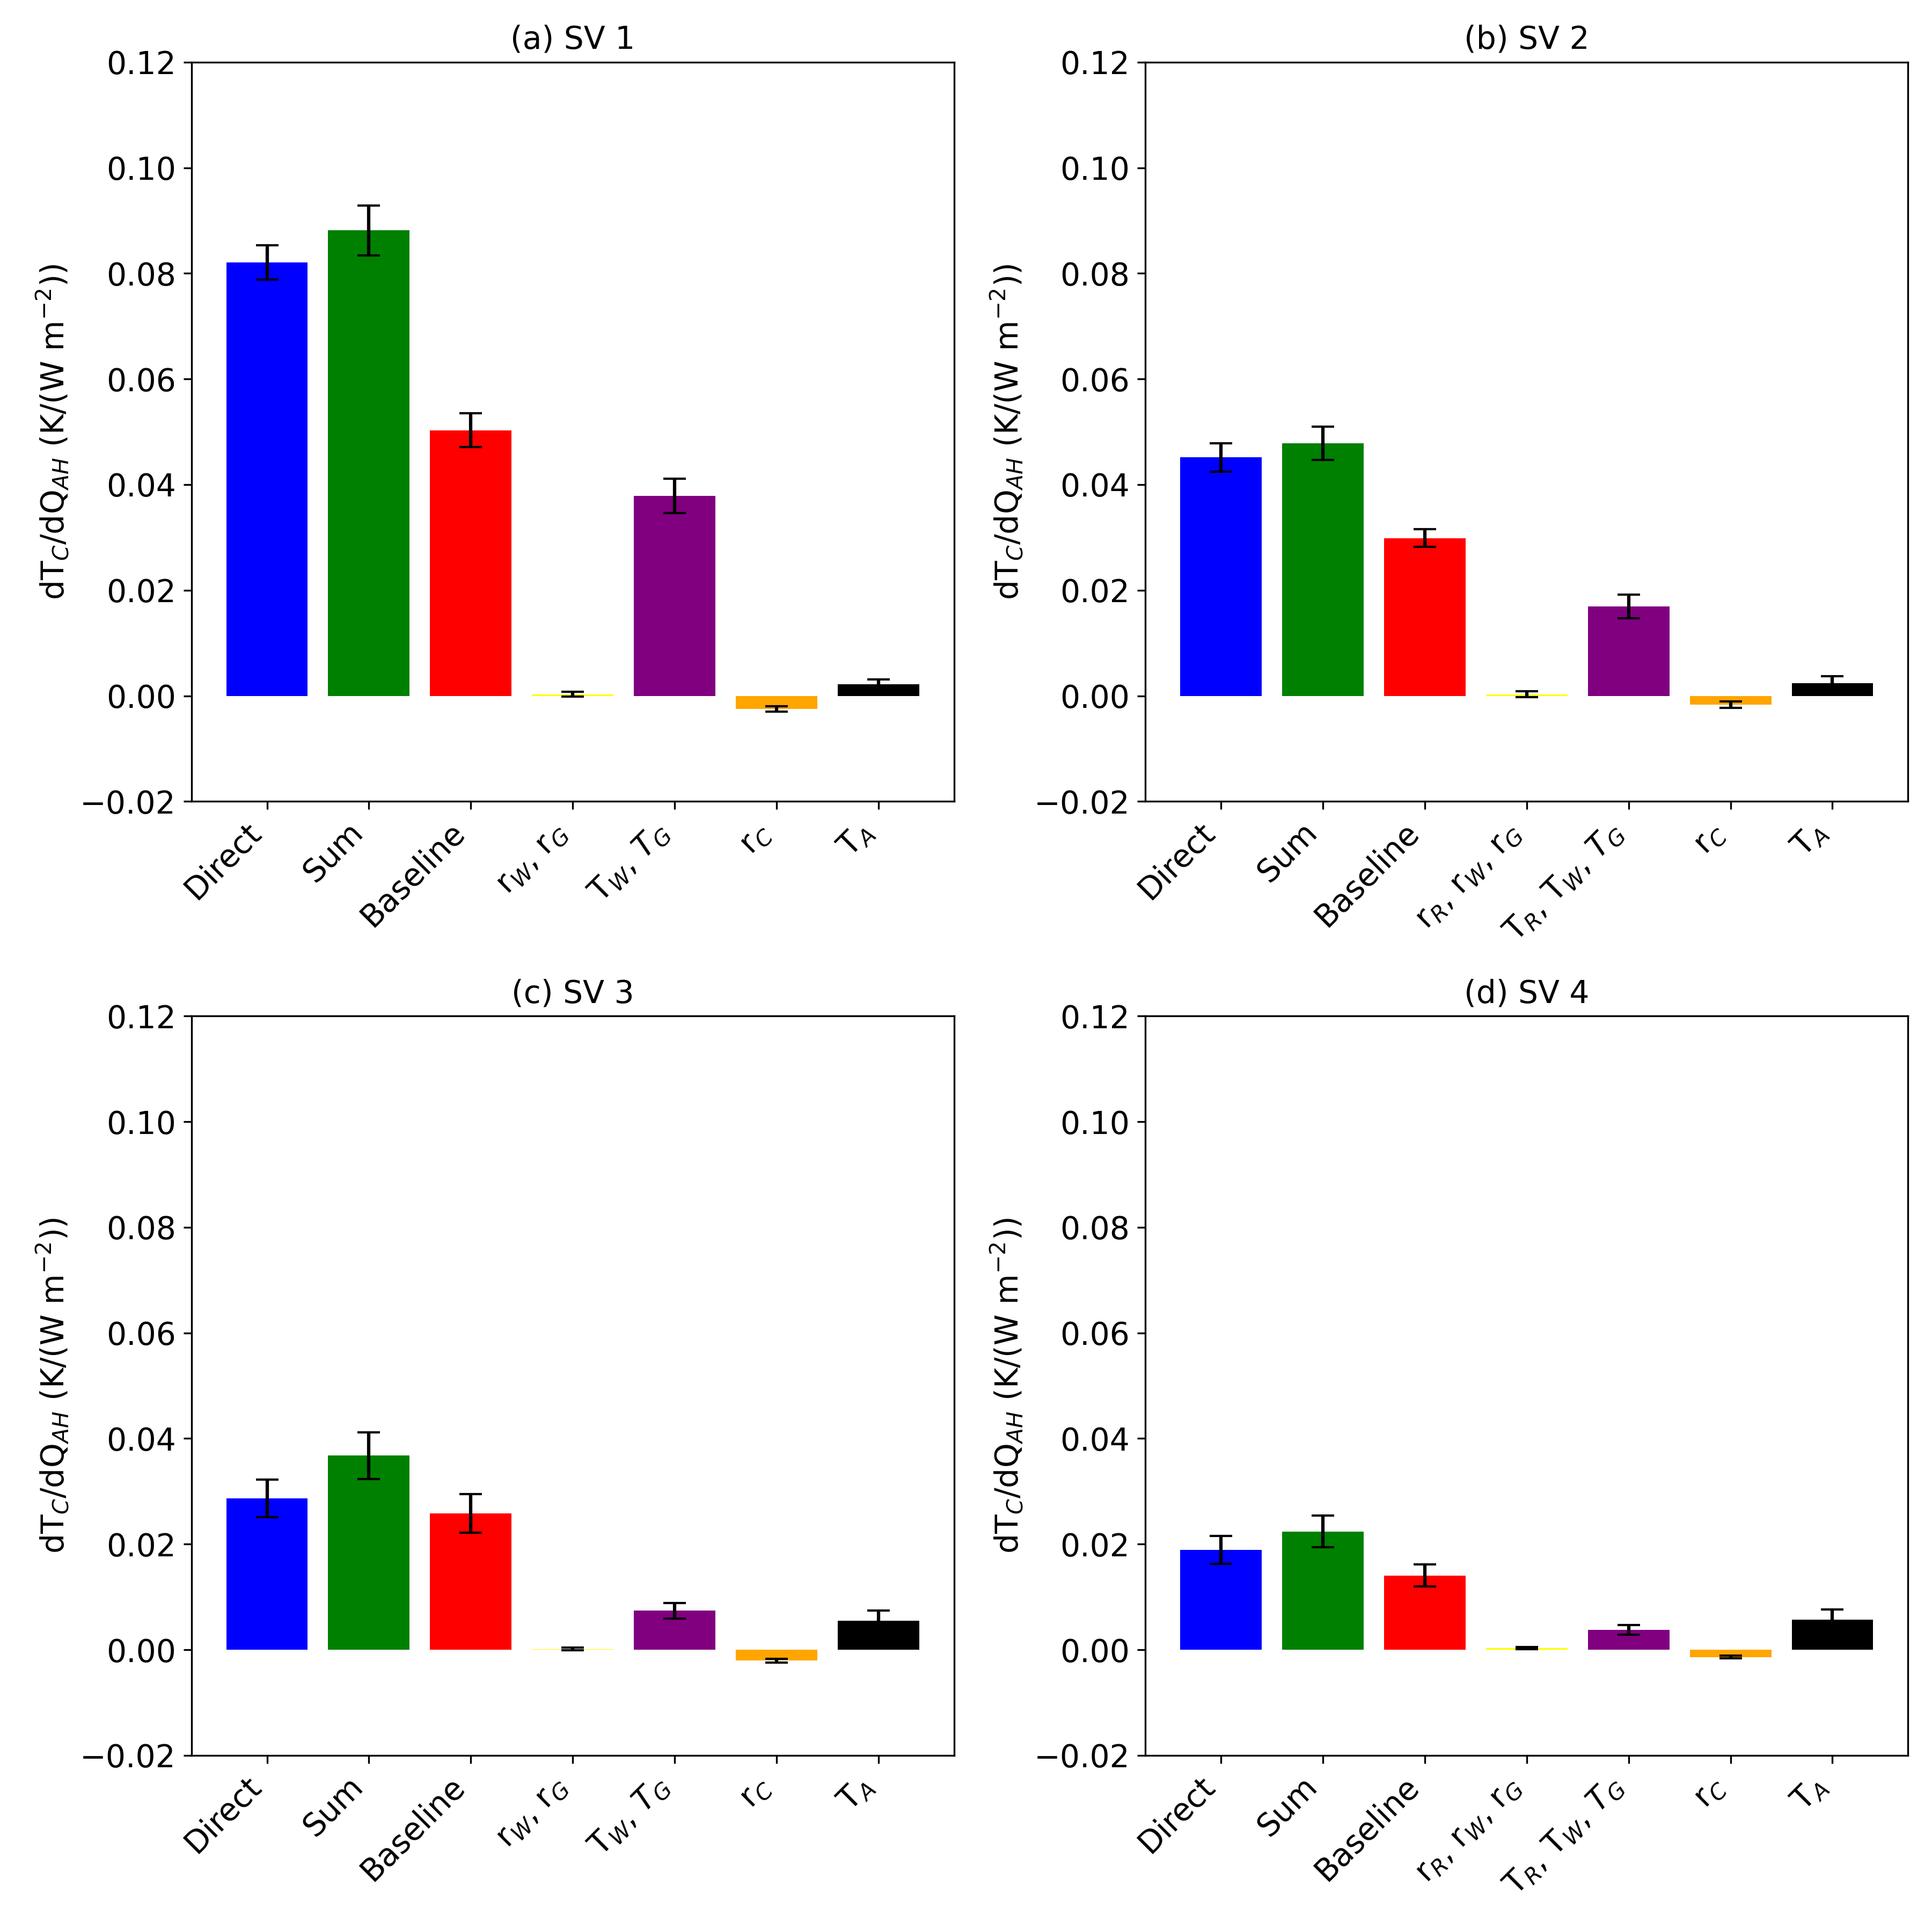 (a) SV 1
0.12
0.10
0.08
0.06
0.04
0.02
0.00
−0.02
dT_C/dQ_AH (K/(W m^−2))
Direct
Sum
Baseline
r_W, r_G
T_W, T_G
r_C
T_A
(b) SV 2
0.12
0.10
0.08
0.06
0.04
0.02
0.00
−0.02
dT_C/dQ_AH (K/(W m^−2))
Direct
Sum
Baseline
r_R, r_W, r_G
T_R, T_W, T_G
r_C
T_A
(c) SV 3
0.12
0.10
0.08
0.06
0.04
0.02
0.00
−0.02
dT_C/dQ_AH (K/(W m^−2))
Direct
Sum
Baseline
r_W, r_G
T_W, T_G
r_C
T_A
(d) SV 4
0.12
0.10
0.08
0.06
0.04
0.02
0.00
−0.02
dT_C/dQ_AH (K/(W m^−2))
Direct
Sum
Baseline
r_R, r_W, r_G
T_R, T_W, T_G
r_C
T_A